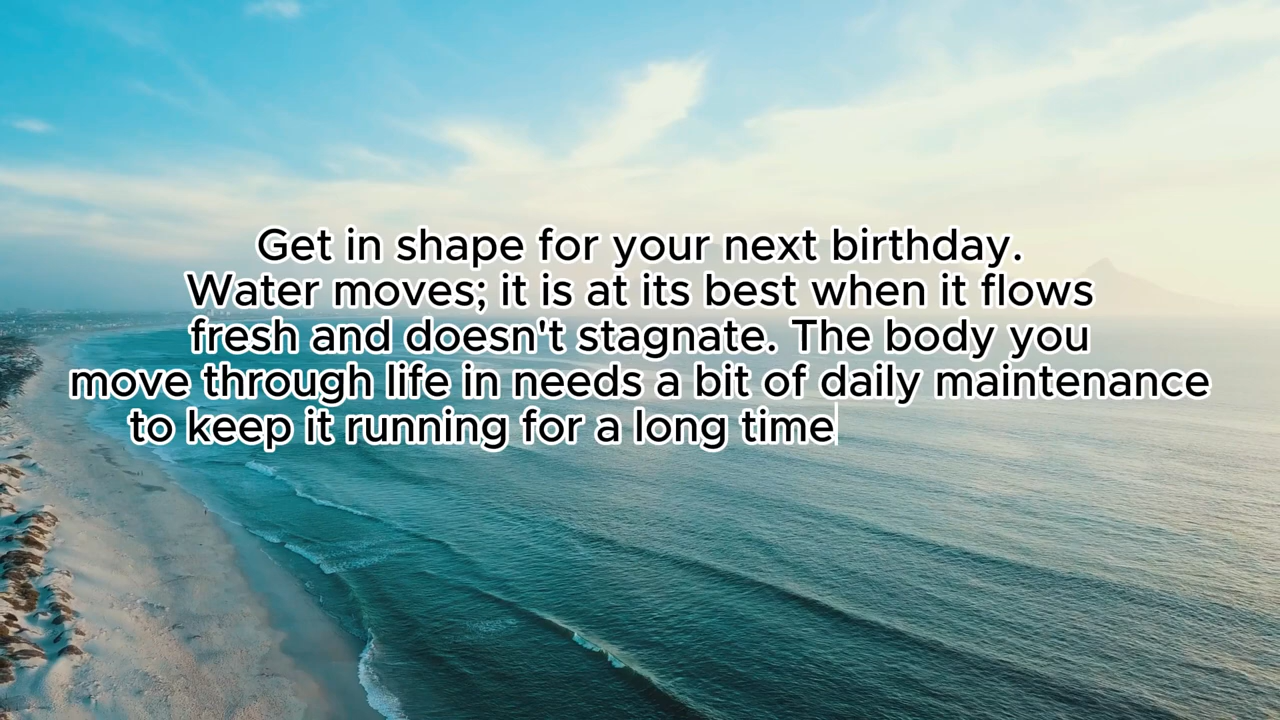 Get in shape for your next birthday.
Water moves; it is at its best when it flows
fresh and doesn't stagnate. The body you
move through life in needs a bit of daily maintenance
to keep it running for a long time